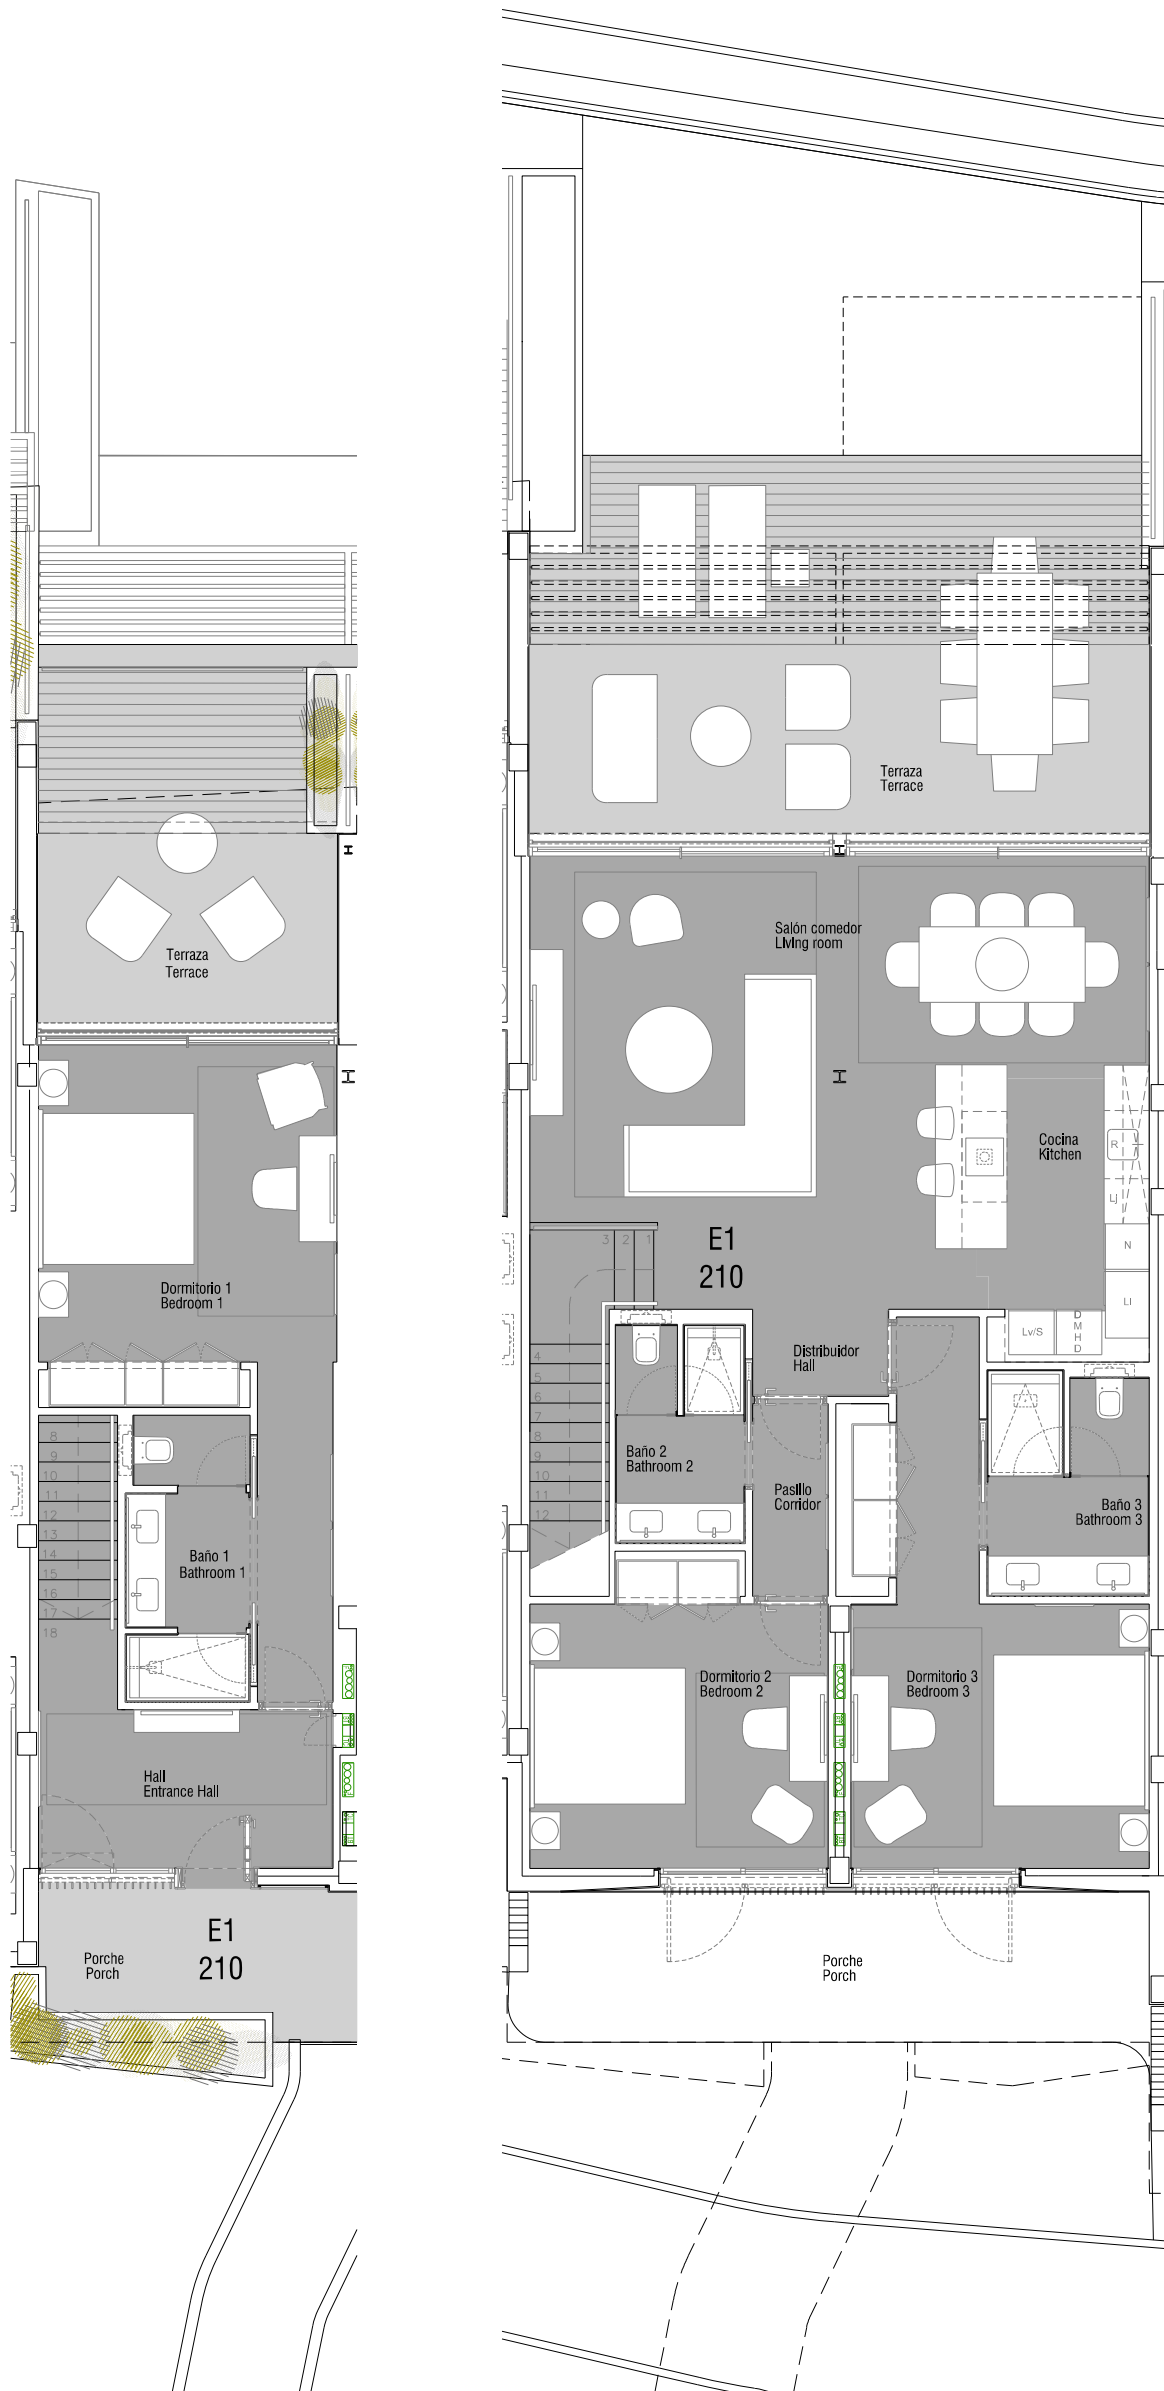 Terraza
Terrace
Dormitorio 1
Bedroom 1
8
9
10
11
12
13
14
15
16
17
18
Baño 1
Bathroom 1
Hall
Entrance Hall
E1
210
Porche
Porch
Terraza
Terrace
Salón comedor
Living room
Cocina
Kitchen
R
Lj
N
LI
Lv/S
D
M
H
D
E1
210
3 2 1
4
5
6
7
8
9
10
11
12
Distribuidor
Hall
Baño 2
Bathroom 2
Pasillo
Corridor
Baño 3
Bathroom 3
Dormitorio 2
Bedroom 2
Dormitorio 3
Bedroom 3
Porche
Porch